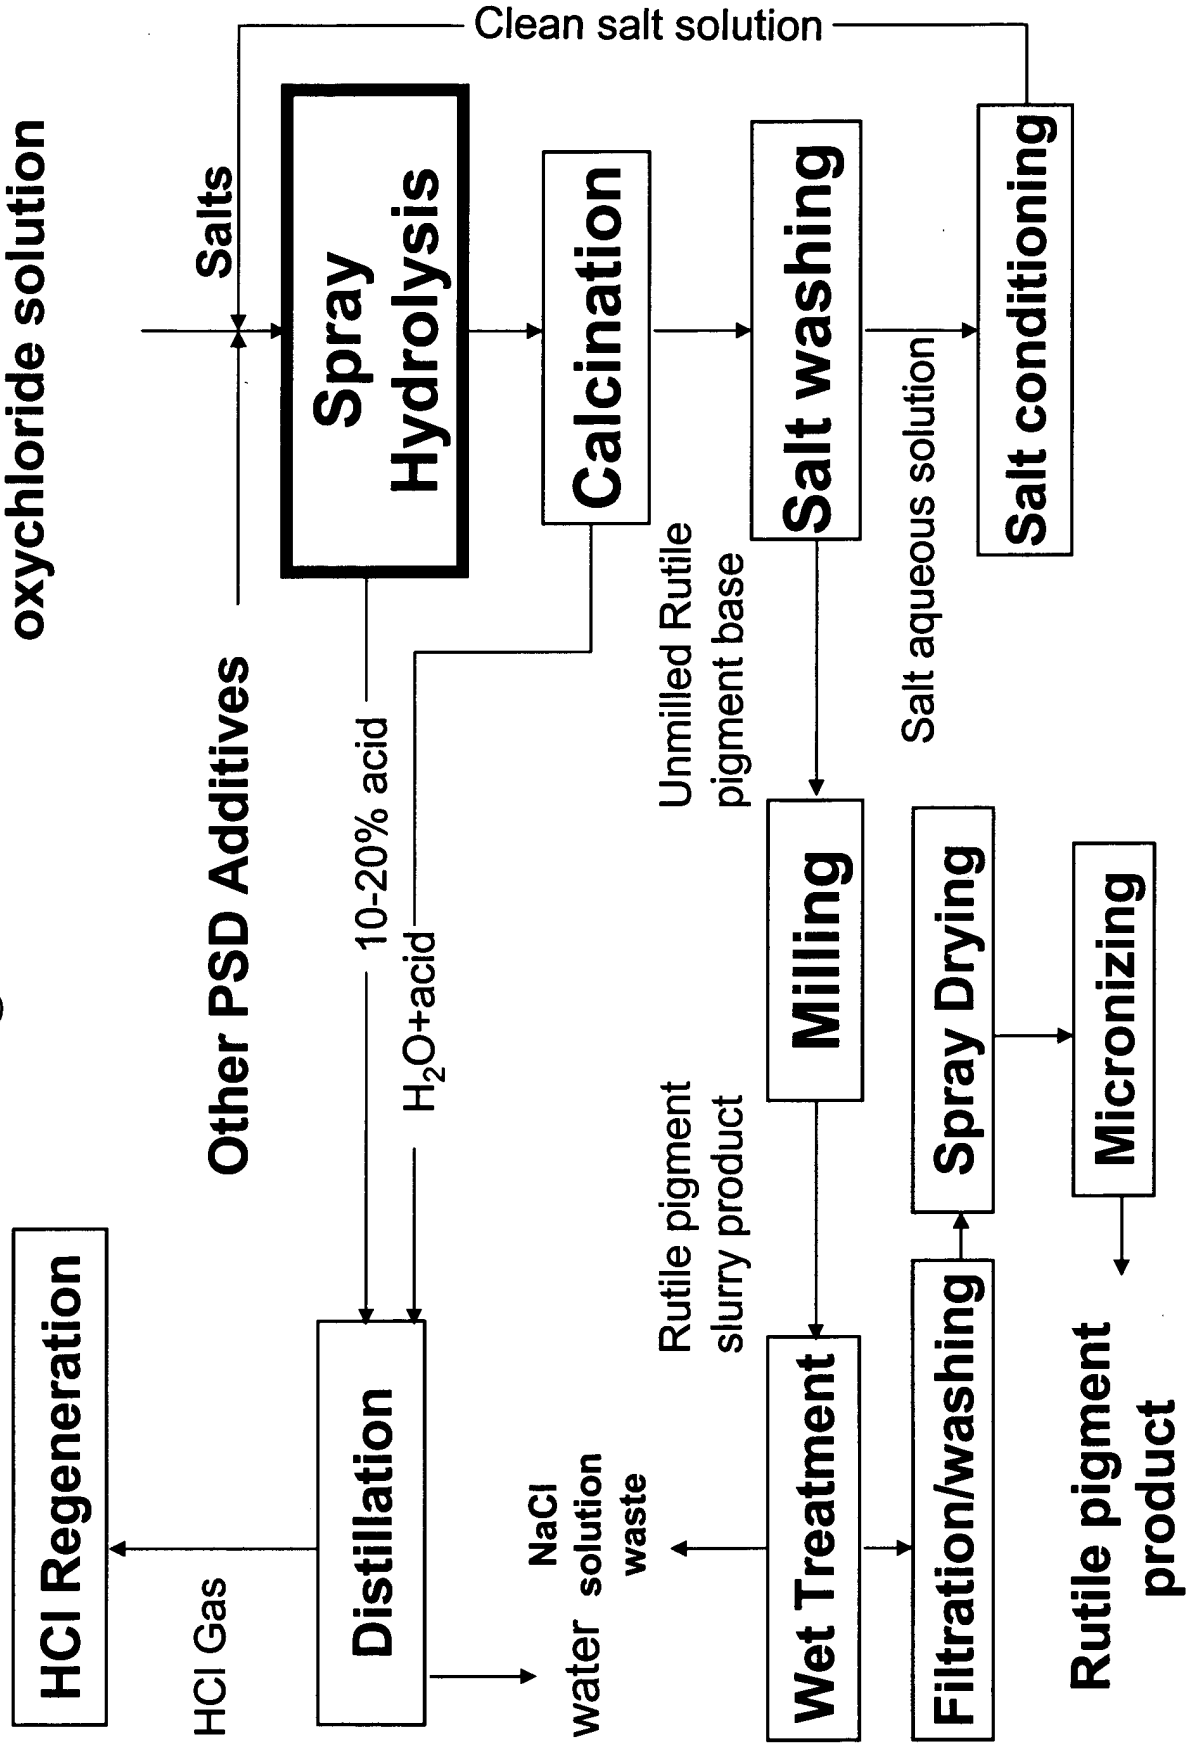 oxychloride solution
Salts
Clean salt solution
Other PSD Additives
Spray
Hydrolysis
10-20% acid
H₂O+acid
Calcination
HCl Regeneration
HCl Gas
Distillation
water
NaCl
solution
waste
Unmilled Rutile
pigment base
Salt washing
Salt aqueous solution
Salt conditioning
Milling
Rutile pigment
slurry product
Wet Treatment
Filtration/washing
Spray Drying
Micronizing
Rutile pigment
product